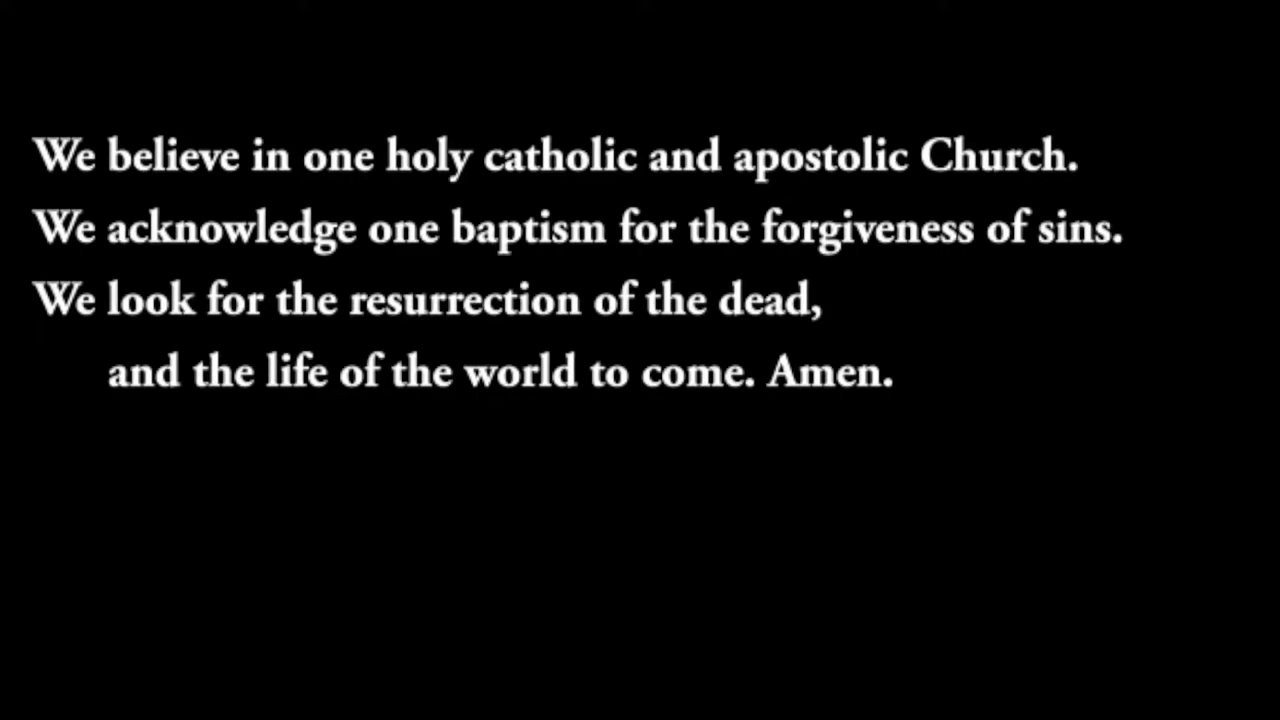 We believe in one holy catholic and apostolic Church.
We acknowledge one baptism for the forgiveness of sins.
We look for the resurrection of the dead,
and the life of the world to come. Amen.